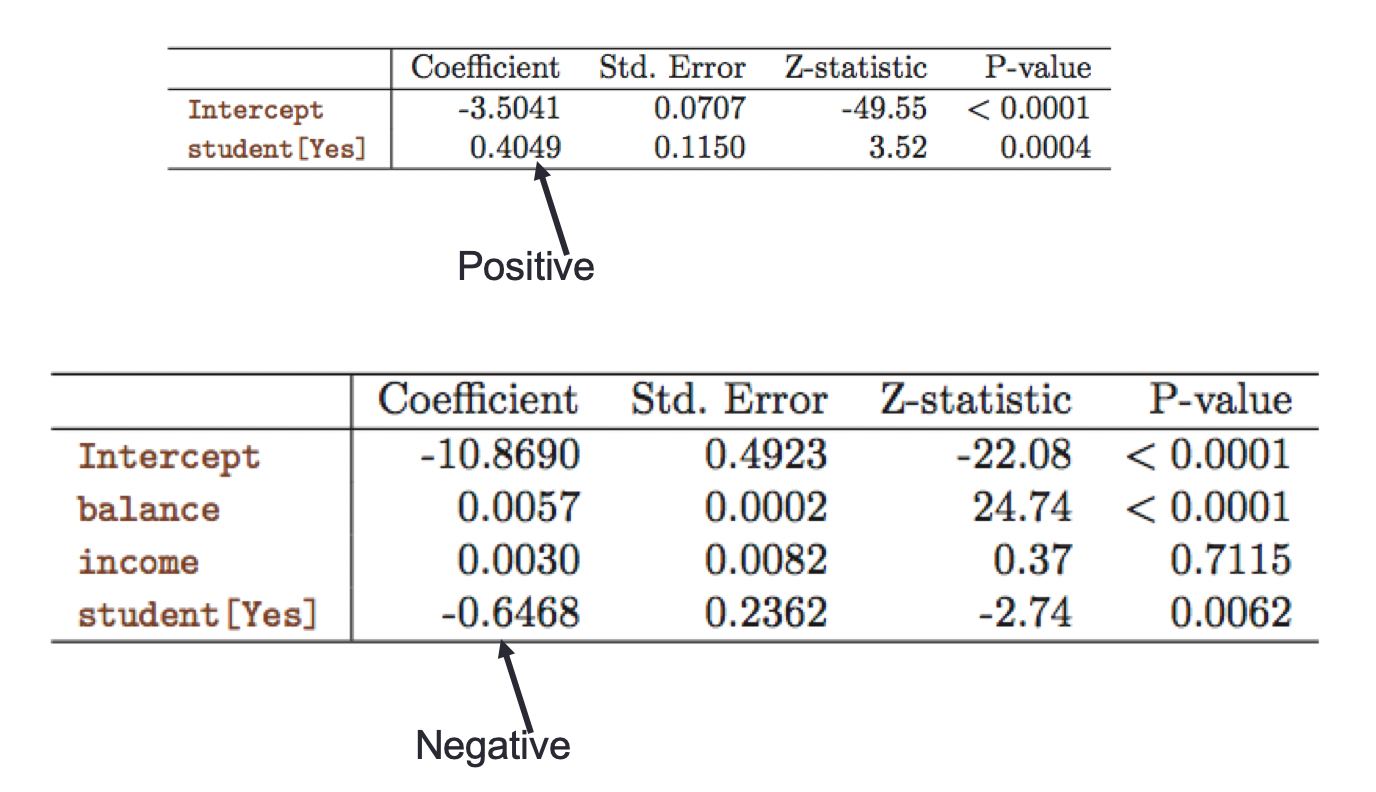 Coefficient Std. Error Z-statistic P-value
Intercept -3.5041 0.0707 -49.55 < 0.0001
student[Yes] 0.4049 0.1150 3.52 0.0004
Positive
Coefficient Std. Error Z-statistic P-value
Intercept -10.8690 0.4923 -22.08 < 0.0001
balance 0.0057 0.0002 24.74 < 0.0001
income 0.0030 0.0082 0.37 0.7115
student[Yes] -0.6468 0.2362 -2.74 0.0062
Negative